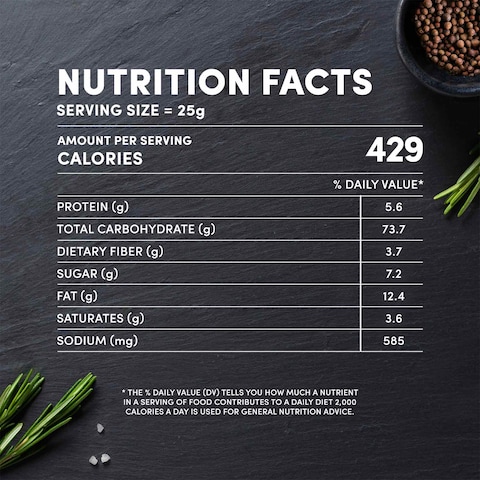 NUTRITION FACTS
SERVING SIZE = 25g
AMOUNT PER SERVING
CALORIES 429
% DAILY VALUE*
PROTEIN (g) 5.6
TOTAL CARBOHYDRATE (g) 73.7
DIETARY FIBER (g) 3.7
SUGAR (g) 7.2
FAT (g) 12.4
SATURATES (g) 3.6
SODIUM (mg) 585
* THE % DAILY VALUE (DV) TELLS YOU HOW MUCH A NUTRIENT
IN A SERVING OF FOOD CONTRIBUTES TO A DAILY DIET 2,000
CALORIES A DAY IS USED FOR GENERAL NUTRITION ADVICE.